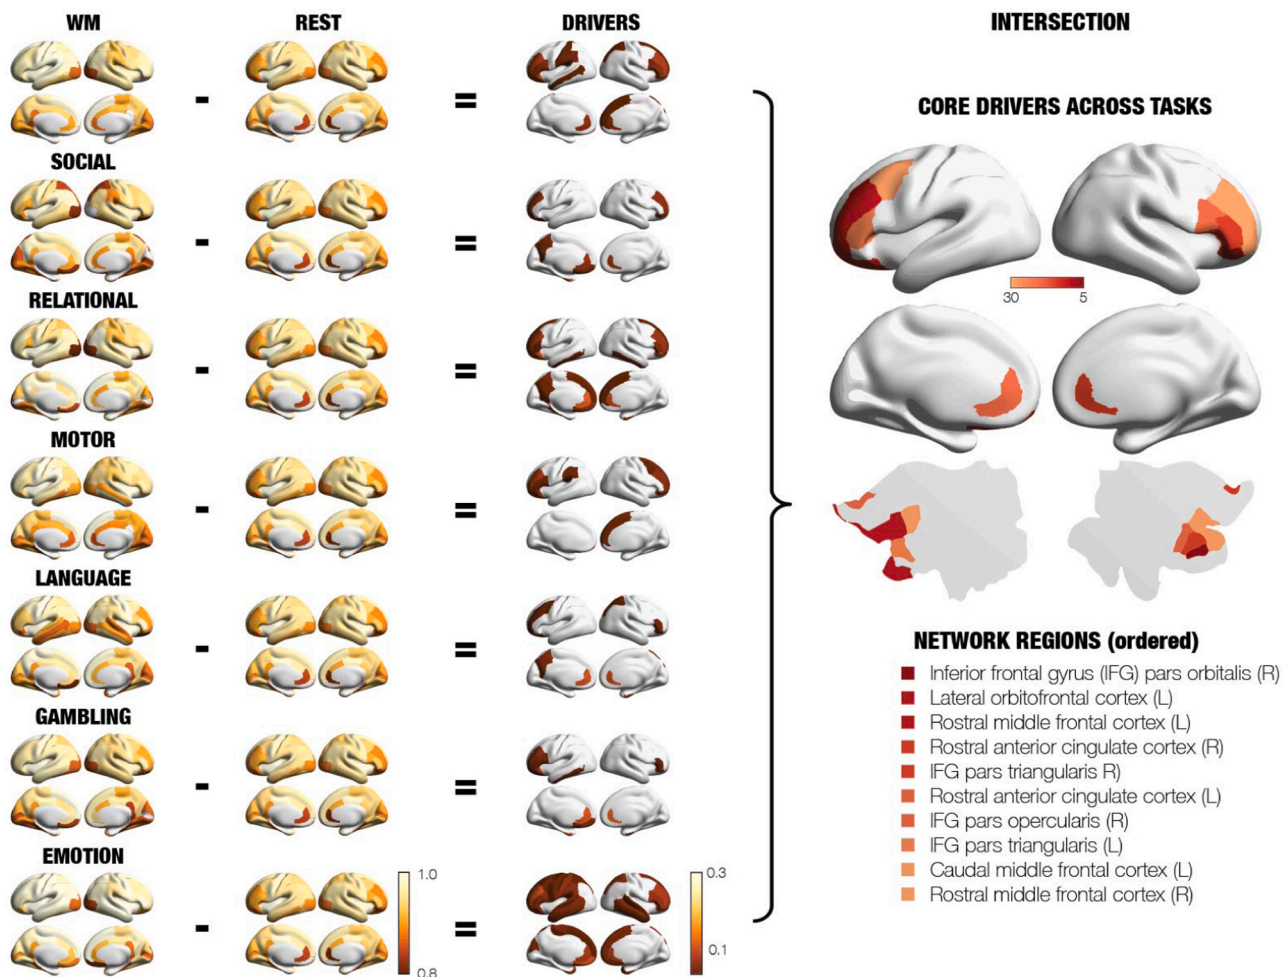 WM
REST
DRIVERS
INTERSECTION
-
=
CORE DRIVERS ACROSS TASKS
SOCIAL
-
=
RELATIONAL
30
5
-
=
MOTOR
-
=
LANGUAGE
-
=
NETWORK REGIONS (ordered)
Inferior frontal gyrus (IFG) pars orbitalis (R)
Lateral orbitofrontal cortex (L)
Rostral middle frontal cortex (L)
Rostral anterior cingulate cortex (R)
IFG pars triangularis R)
Rostral anterior cingulate cortex (L)
IFG pars opercularis (R)
IFG pars triangularis (L)
Caudal middle frontal cortex (L)
Rostral middle frontal cortex (R)
GAMBLING
-
=
EMOTION
1.0
0.3
-
=
0.1
0.8